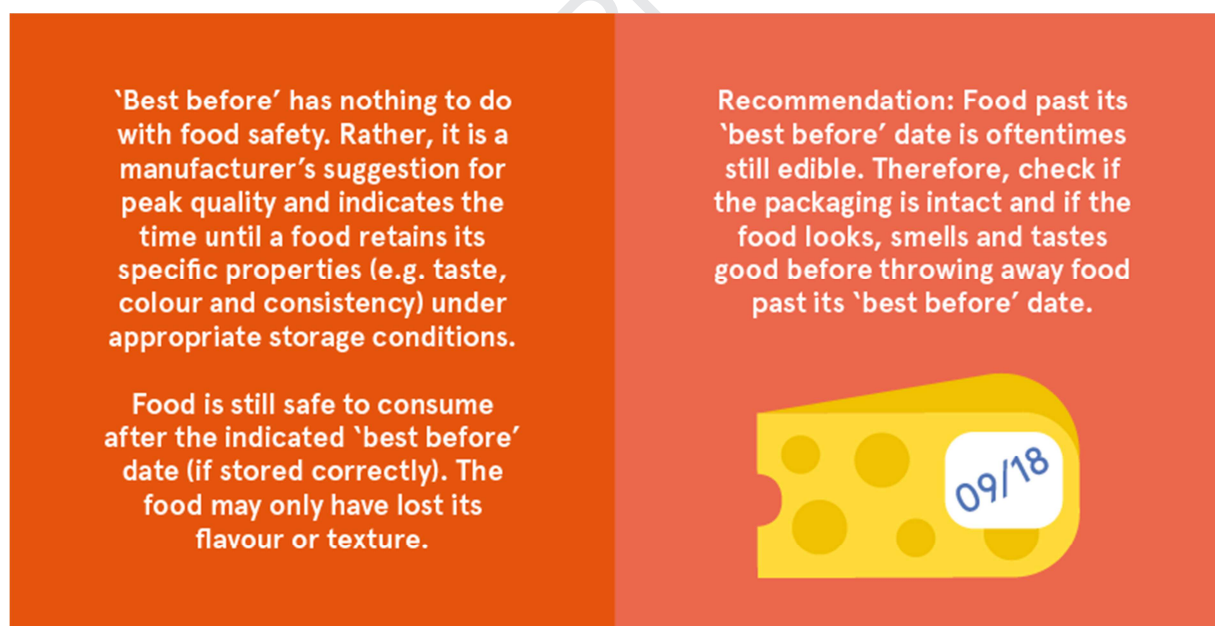 ‘Best before’ has nothing to do
with food safety. Rather, it is a
manufacturer’s suggestion for
peak quality and indicates the
time until a food retains its
specific properties (e.g. taste,
colour and consistency) under
appropriate storage conditions.
Food is still safe to consume
after the indicated ‘best before’
date (if stored correctly). The
food may only have lost its
flavour or texture.
Recommendation: Food past its
‘best before’ date is oftentimes
still edible. Therefore, check if
the packaging is intact and if the
food looks, smells and tastes
good before throwing away food
past its ‘best before’ date.
09/18